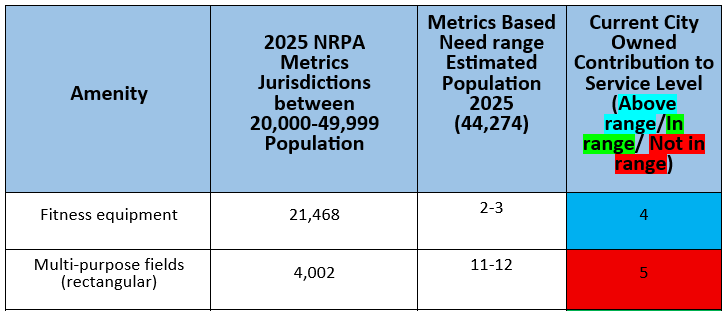 Amenity
2025 NRPA
Metrics
Jurisdictions
between
20,000-49,999
Population
Metrics Based
Need range
Estimated
Population
2025
(44,274)
Current City
Owned
Contribution to
Service Level
(Above
range/In
range/ Not in
range)
Fitness equipment
21,468
2-3
4
Multi-purpose fields
(rectangular)
4,002
11-12
5